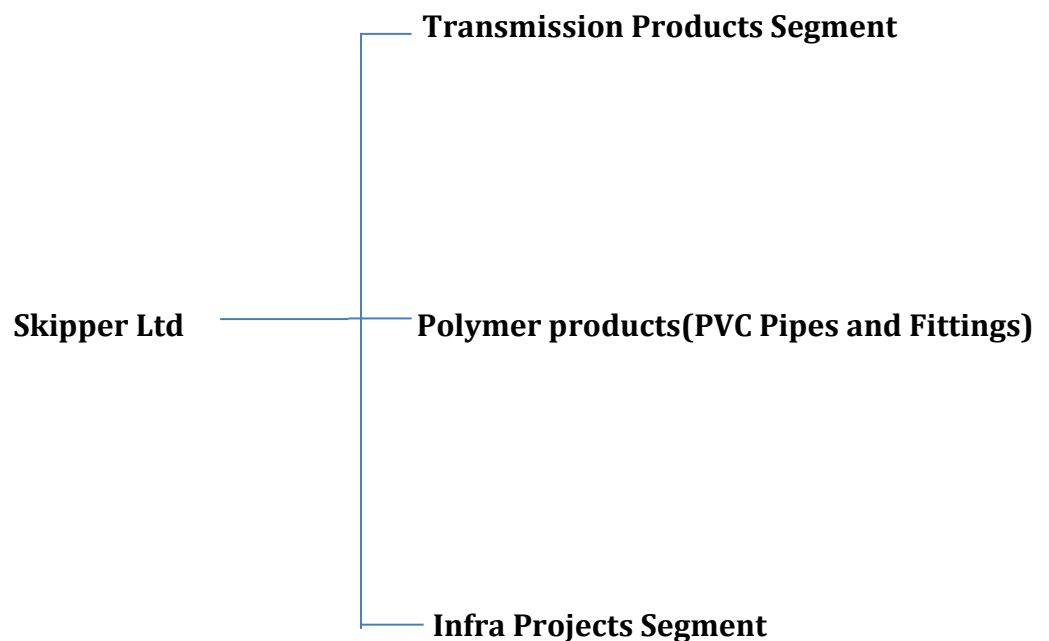 Transmission Products Segment
Skipper Ltd
Polymer products(PVC Pipes and Fittings)
Infra Projects Segment